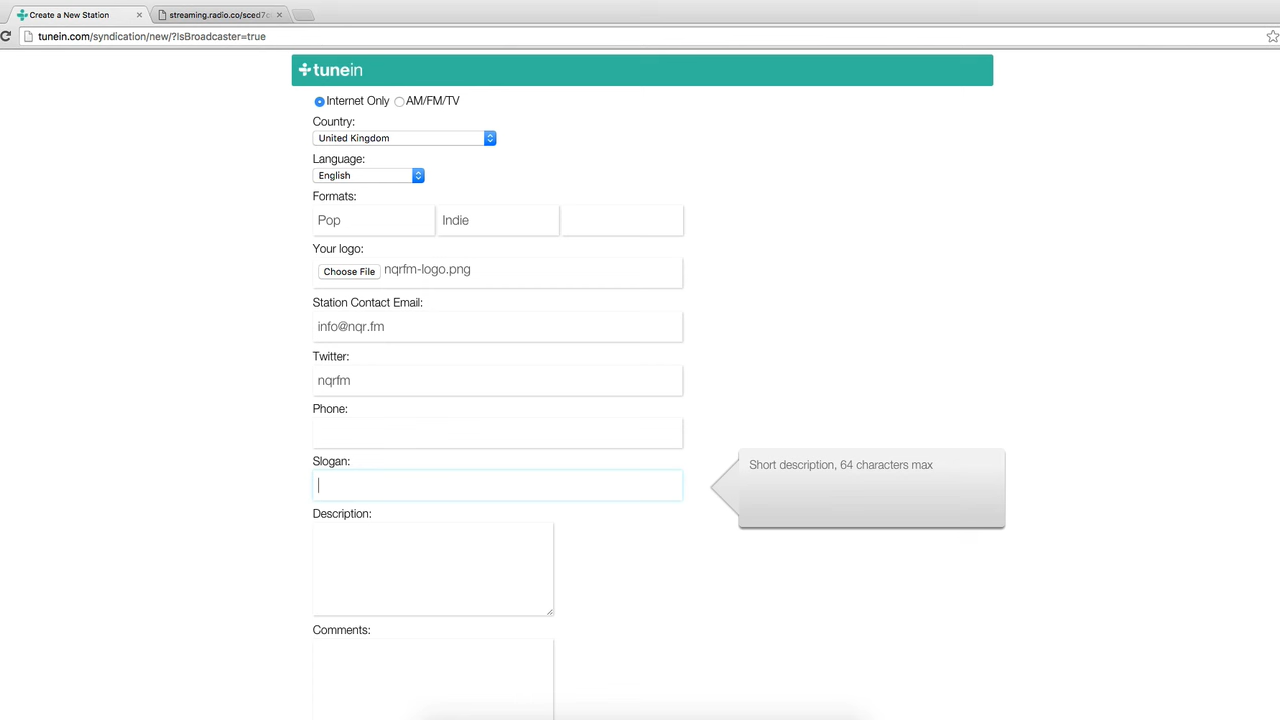 Create a New Station
streaming.radio.co/sced7
tunein.com/syndication/new/?IsBroadcaster=true
tunein
Internet Only AM/FM/TV
Country:
United Kingdom
Language:
English
Formats:
Pop Indie
Your logo:
Choose File nqrfm-logo.png
Station Contact Email:
info@nqr.fm
Twitter:
nqrfm
Phone:
Slogan:
Short description, 64 characters max
Description:
Comments: